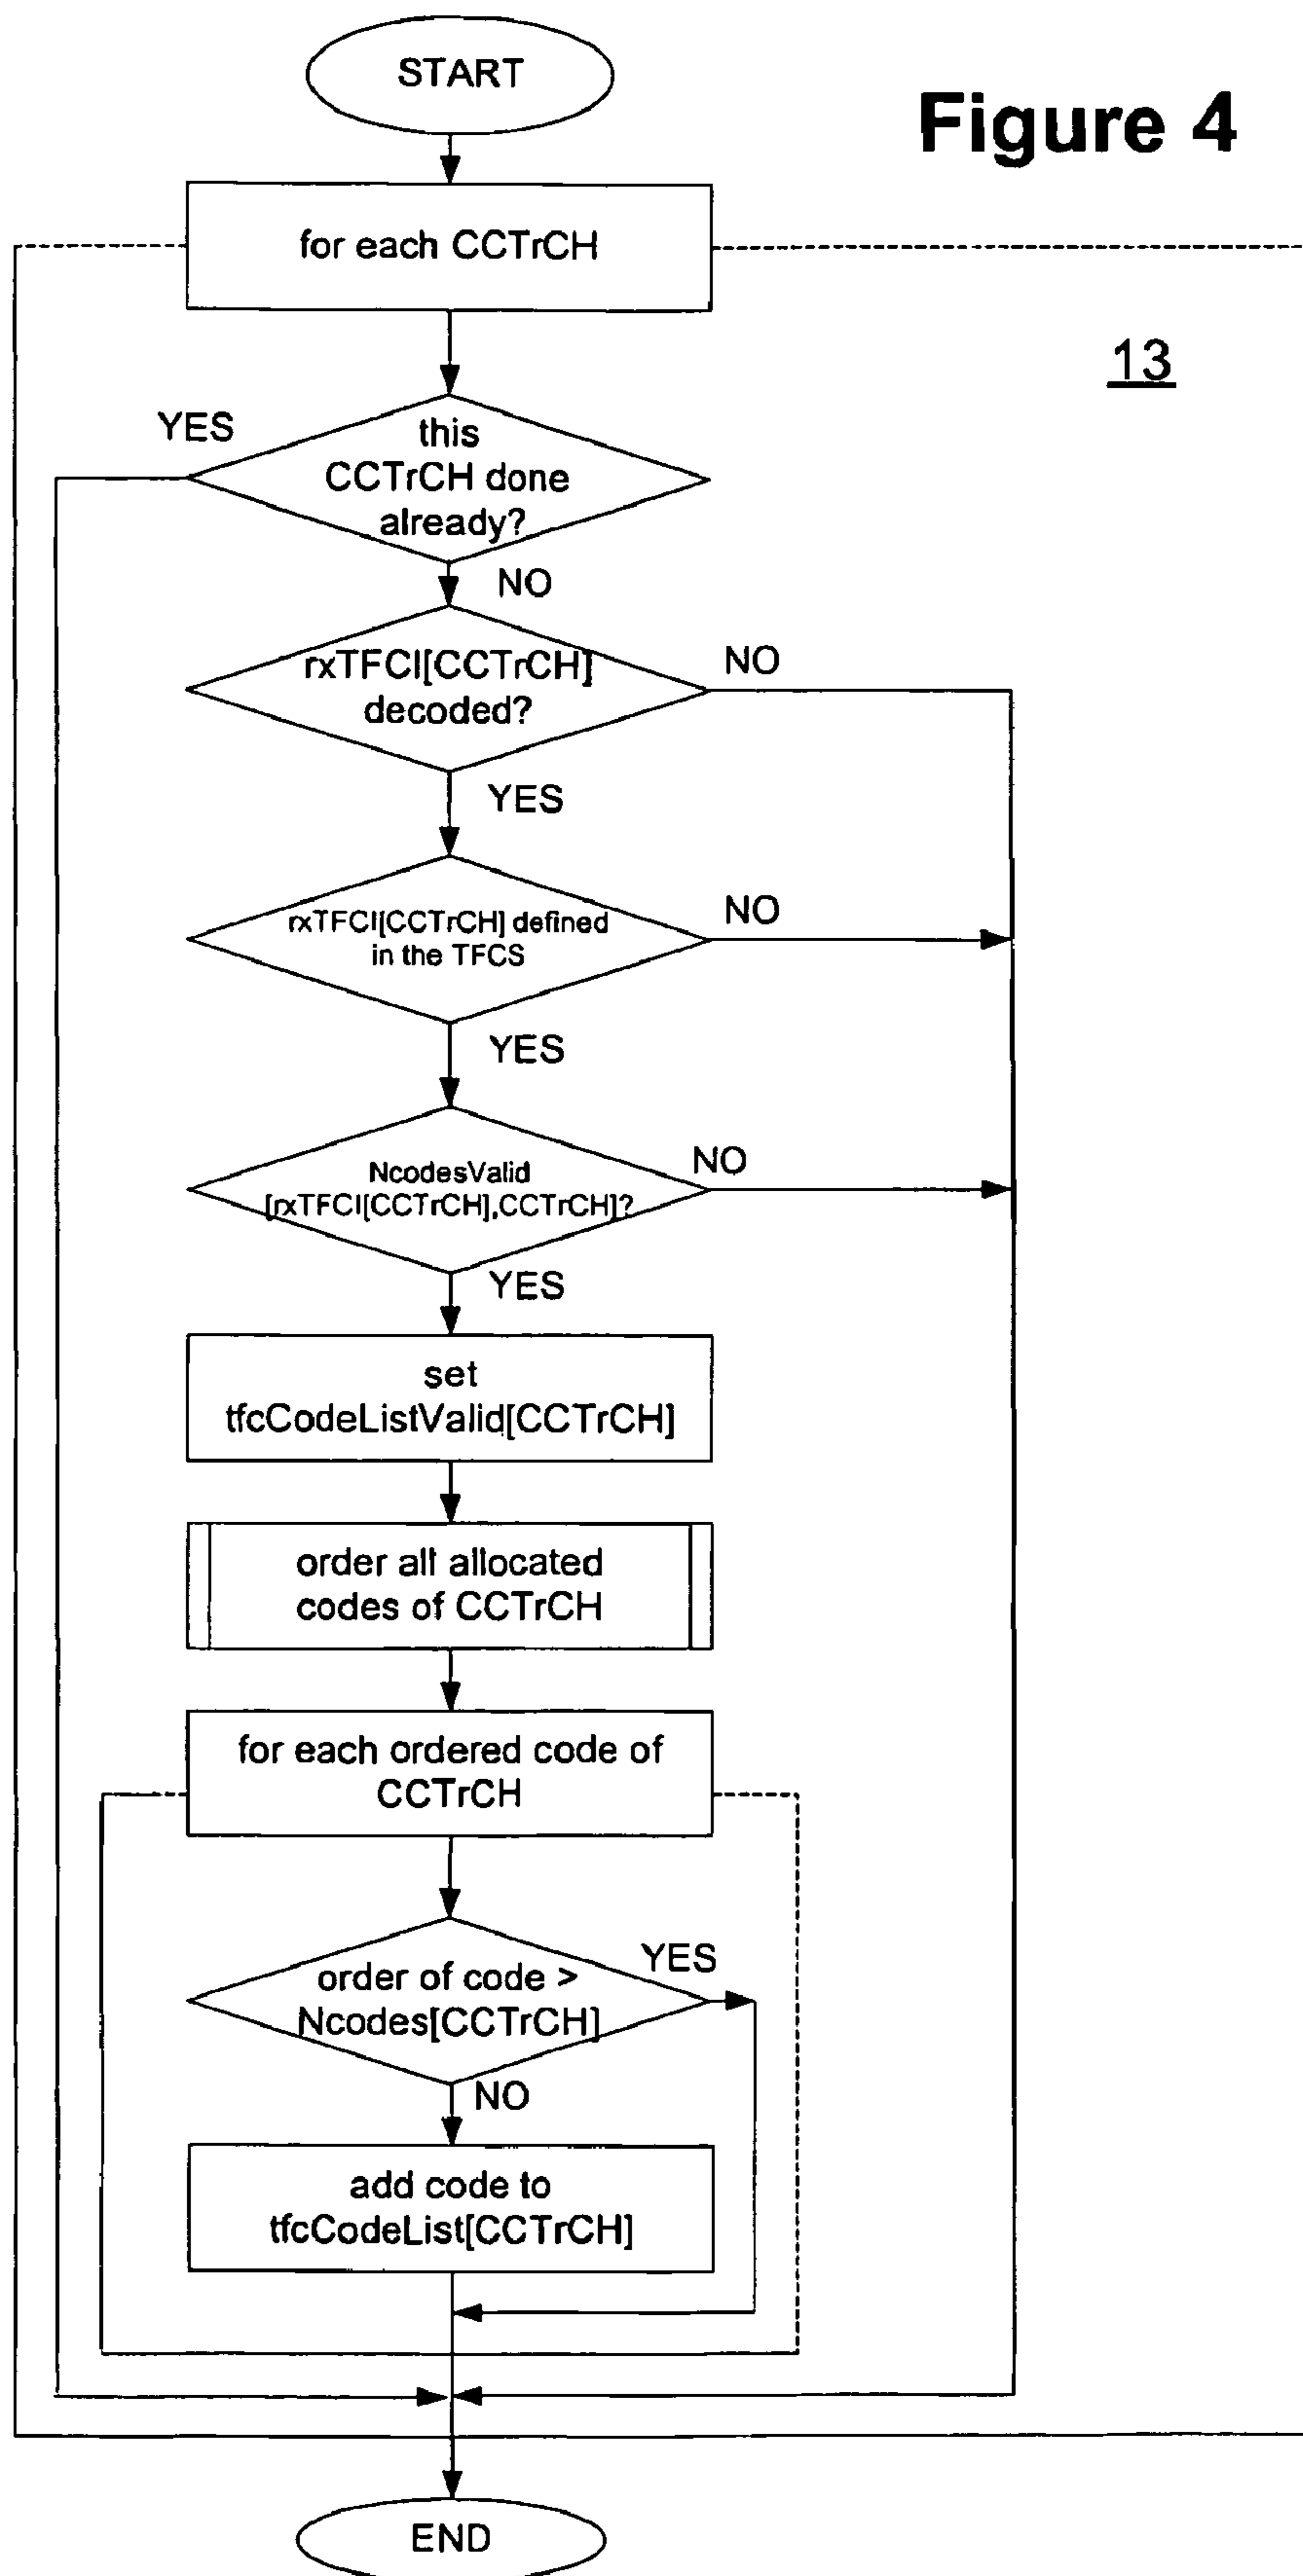 START
Figure 4
for each CCTrCH
13
YES
this
CCTrCH done
already?
NO
rxTFCI[CCTrCH]
decoded?
NO
YES
rxTFCI[CCTrCH] defined
in the TFCS
NO
YES
NcodesValid
[rxTFCI[CCTrCH],CCTrCH]?
NO
YES
set
tfcCodeListValid[CCTrCH]
order all allocated
codes of CCTrCH
for each ordered code of
CCTrCH
order of code >
Ncodes[CCTrCH]
YES
NO
add code to
tfcCodeList[CCTrCH]
END